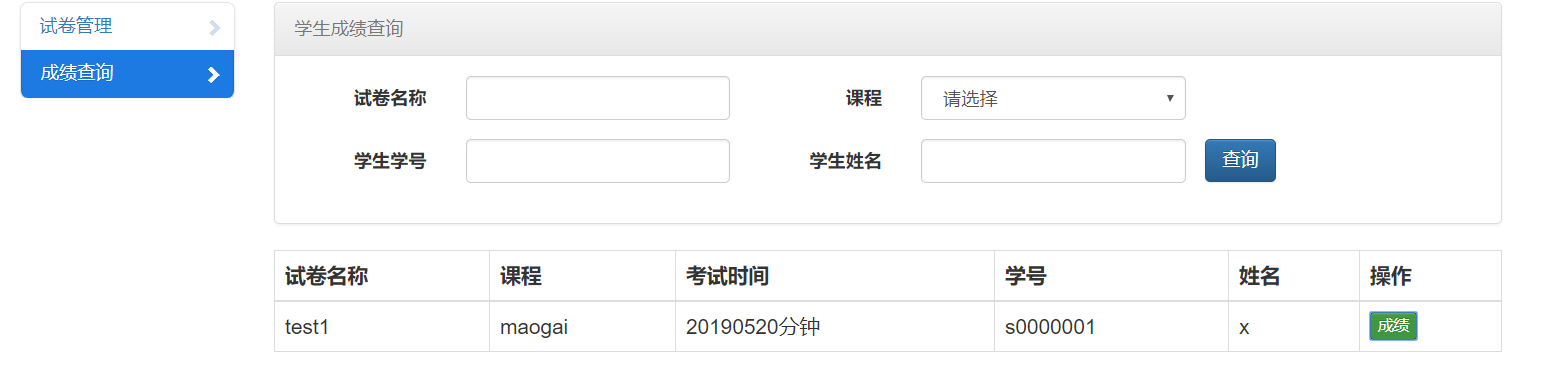 试卷管理
成绩查询
学生成绩查询
试卷名称
课程 请选择
学生学号
学生姓名
查询
试卷名称 课程 考试时间 学号 姓名 操作
test1 maogai 20190520分钟 s0000001 x 成绩